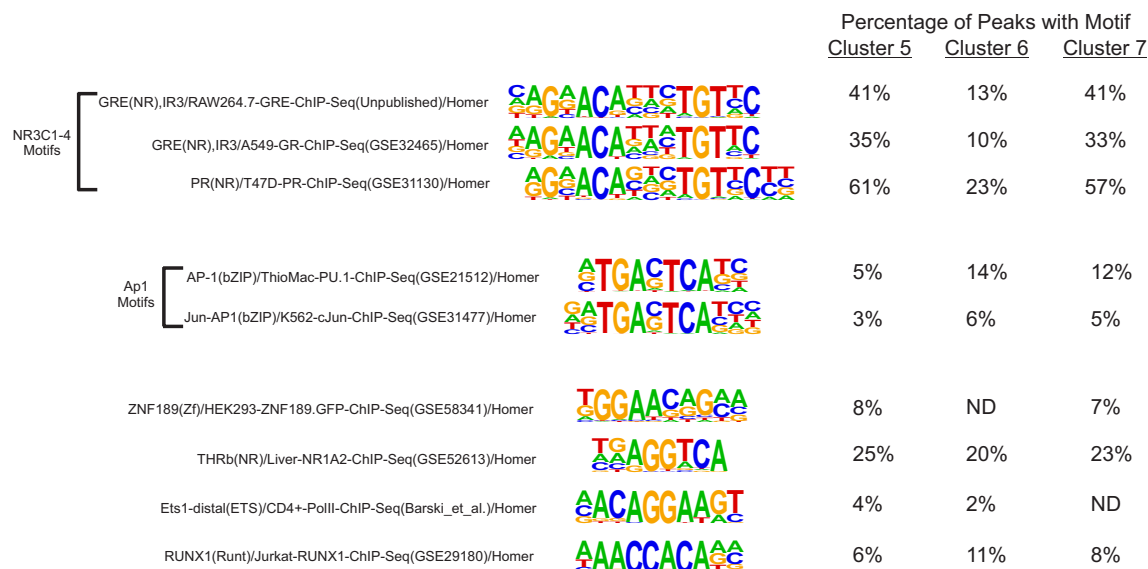 Percentage of Peaks with Motif
Cluster 5 Cluster 6 Cluster 7
NR3C1-4
Motifs
GRE(NR),IR3/RAW264.7-GRE-ChIP-Seq(Unpublished)/Homer 41% 13% 41%
GRE(NR),IR3/A549-GR-ChIP-Seq(GSE32465)/Homer 35% 10% 33%
PR(NR)/T47D-PR-ChIP-Seq(GSE31130)/Homer 61% 23% 57%
Ap1
Motifs
AP-1(bZIP)/ThioMac-PU.1-ChIP-Seq(GSE21512)/Homer 5% 14% 12%
Jun-AP1(bZIP)/K562-cJun-ChIP-Seq(GSE31477)/Homer 3% 6% 5%
ZNF189(Zf)/HEK293-ZNF189.GFP-ChIP-Seq(GSE58341)/Homer 8% ND 7%
THRb(NR)/Liver-NR1A2-ChIP-Seq(GSE52613)/Homer 25% 20% 23%
Ets1-distal(ETS)/CD4+-PolII-ChIP-Seq(Barski_et_al.)/Homer 4% 2% ND
RUNX1(Runt)/Jurkat-RUNX1-ChIP-Seq(GSE29180)/Homer 6% 11% 8%